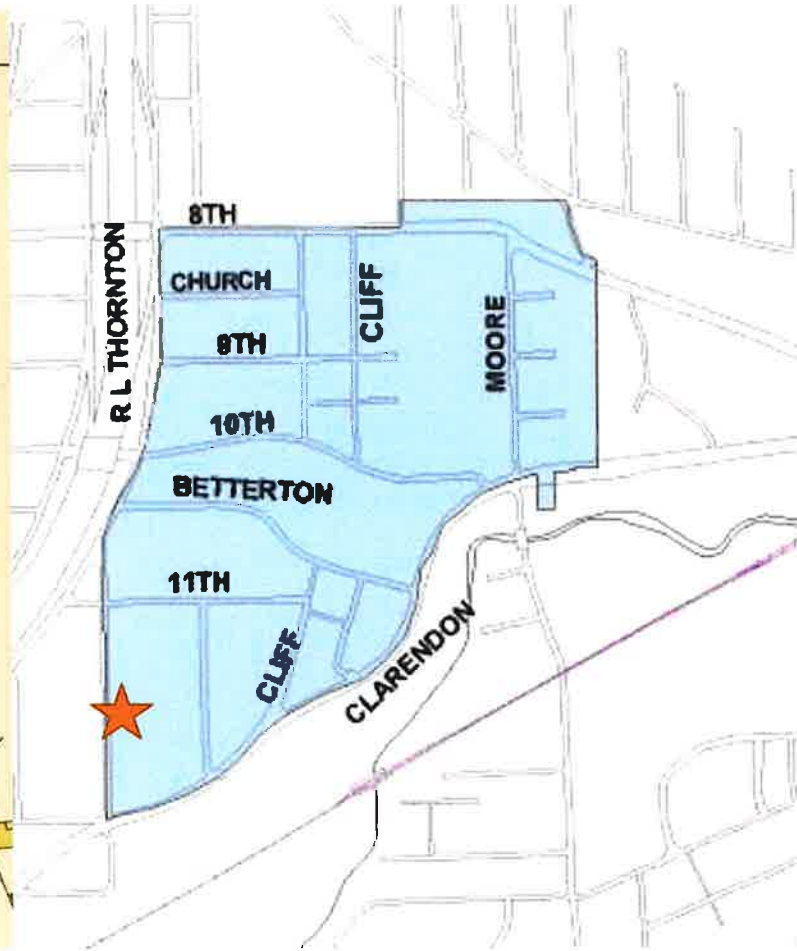 8TH
R L THORNTON
CHURCH
CLIFF
9TH
MOORE
10TH
BETTERTON
11TH
CLIFF
CLARENDON